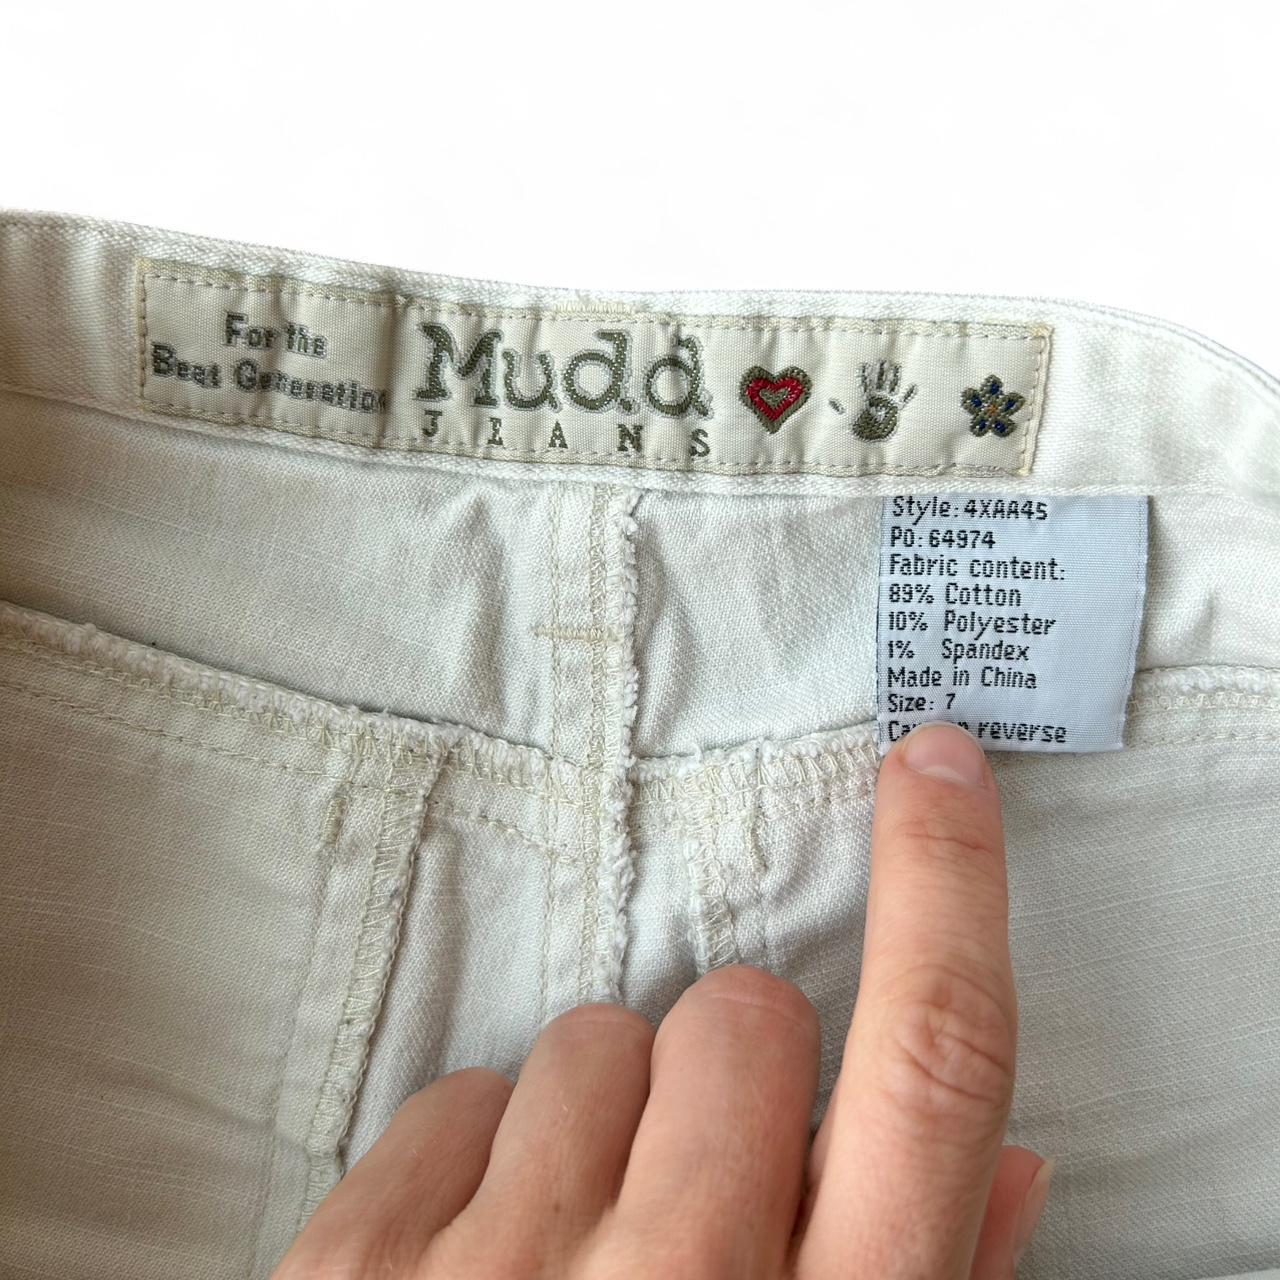 For the
Beat Generation
Mudd
JEANS
Style: 4XAA45
PO: 64974
Fabric content:
89% Cotton
10% Polyester
1% Spandex
Made in China
Size: 7
reverse